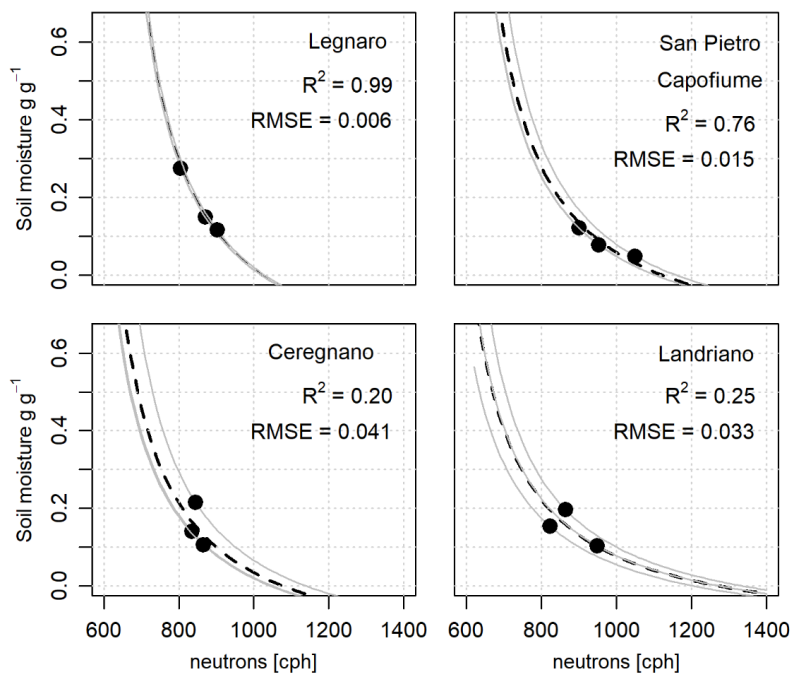 Soil moisture g g⁻¹
0.0 0.2 0.4 0.6
Legnaro
R² = 0.99
RMSE = 0.006
San Pietro
Capofiume
R² = 0.76
RMSE = 0.015
Soil moisture g g⁻¹
0.0 0.2 0.4 0.6
Ceregnano
R² = 0.20
RMSE = 0.041
600 800 1000 1200 1400
neutrons [cph]
Landriano
R² = 0.25
RMSE = 0.033
600 800 1000 1200 1400
neutrons [cph]